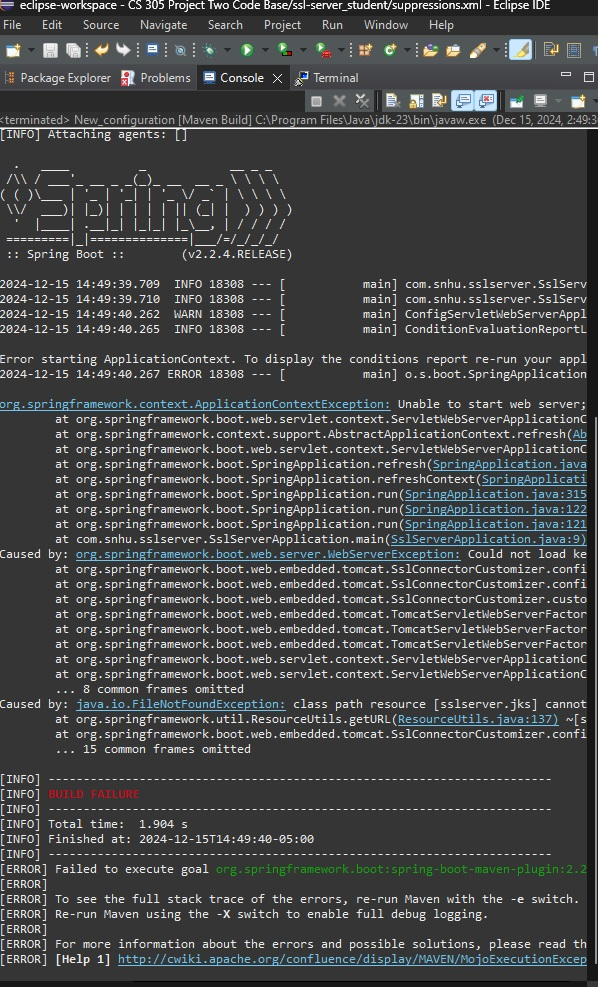 eclipse-workspace - CS 305 Project Two Code Base/ssl-server_student/suppressions.xml - Eclipse IDE
File Edit Source Navigate Search Project Run Window Help
Package Explorer Problems Console Terminal
<terminated> New_configuration [Maven Build] C:\Program Files\Java\jdk-23\bin\javaw.exe (Dec 15, 2024, 2:49:3
[INFO] Attaching agents: []
:: Spring Boot :: (v2.2.4.RELEASE)
2024-12-15 14:49:39.709 INFO 18308 --- [ main] com.snhu.sslserver.SslServ
2024-12-15 14:49:39.710 INFO 18308 --- [ main] com.snhu.sslserver.SslServ
2024-12-15 14:49:40.262 WARN 18308 --- [ main] ConfigServletWebServerAppl
2024-12-15 14:49:40.265 INFO 18308 --- [ main] ConditionEvaluationReportL
Error starting ApplicationContext. To display the conditions report re-run your appl
2024-12-15 14:49:40.267 ERROR 18308 --- [ main] o.s.boot.SpringApplication
org.springframework.context.ApplicationContextException: Unable to start web server;
at org.springframework.boot.web.servlet.context.ServletWebServerApplicationC
at org.springframework.context.support.AbstractApplicationContext.refresh(Ab
at org.springframework.boot.web.servlet.context.ServletWebServerApplicationC
at org.springframework.boot.SpringApplication.refresh(SpringApplication.java
at org.springframework.boot.SpringApplication.refreshContext(SpringApplicati
at org.springframework.boot.SpringApplication.run(SpringApplication.java:315
at org.springframework.boot.SpringApplication.run(SpringApplication.java:122
at org.springframework.boot.SpringApplication.run(SpringApplication.java:121
at com.snhu.sslserver.SslServerApplication.main(SslServerApplication.java:9)
Caused by: org.springframework.boot.web.server.WebServerException: Could not load ke
at org.springframework.boot.web.embedded.tomcat.SslConnectorCustomizer.confi
at org.springframework.boot.web.embedded.tomcat.SslConnectorCustomizer.confi
at org.springframework.boot.web.embedded.tomcat.SslConnectorCustomizer.custo
at org.springframework.boot.web.embedded.tomcat.TomcatServletWebServerFactor
at org.springframework.boot.web.embedded.tomcat.TomcatServletWebServerFactor
at org.springframework.boot.web.embedded.tomcat.TomcatServletWebServerFactor
at org.springframework.boot.web.servlet.context.ServletWebServerApplicationC
at org.springframework.boot.web.servlet.context.ServletWebServerApplicationC
... 8 common frames omitted
Caused by: java.io.FileNotFoundException: class path resource [sslserver.jks] cannot
at org.springframework.util.ResourceUtils.getURL(ResourceUtils.java:137) ~[s
at org.springframework.boot.web.embedded.tomcat.SslConnectorCustomizer.confi
... 15 common frames omitted
[INFO] ------------------------------------------------------------------------
[INFO] BUILD FAILURE
[INFO] ------------------------------------------------------------------------
[INFO] Total time: 1.904 s
[INFO] Finished at: 2024-12-15T14:49:40-05:00
[INFO] ------------------------------------------------------------------------
[ERROR] Failed to execute goal org.springframework.boot:spring-boot-maven-plugin:2.2
[ERROR]
[ERROR] To see the full stack trace of the errors, re-run Maven with the -e switch.
[ERROR] Re-run Maven using the -X switch to enable full debug logging.
[ERROR]
[ERROR] For more information about the errors and possible solutions, please read th
[ERROR] [Help 1] http://cwiki.apache.org/confluence/display/MAVEN/MojoExecutionExcep